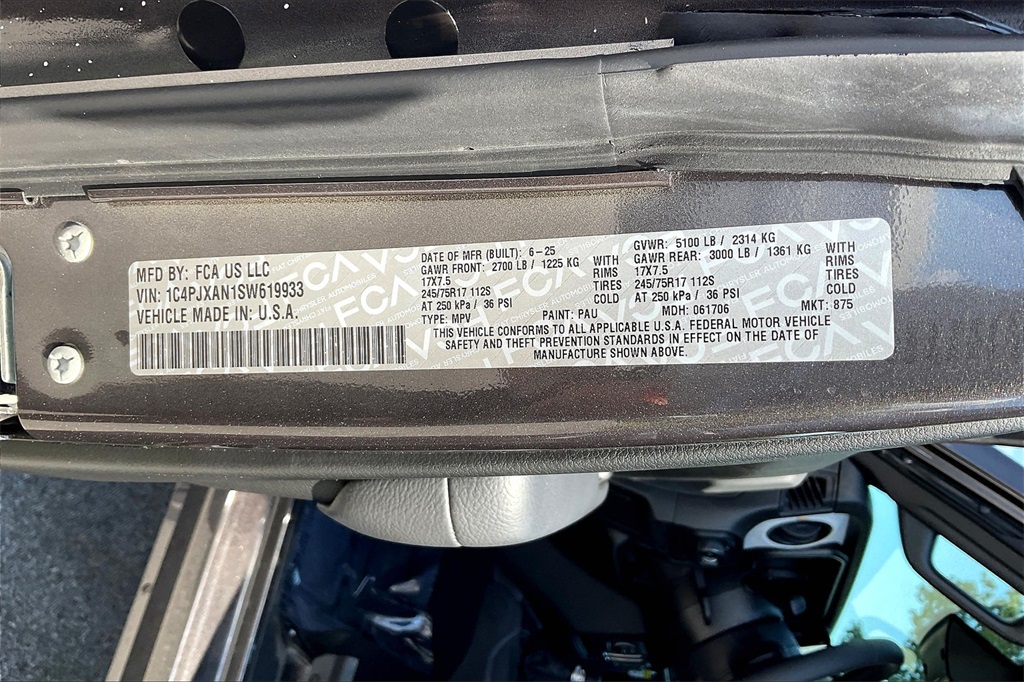 MFD BY: FCA US LLC
VIN: 1C4PJXAN1SW619933
VEHICLE MADE IN: U.S.A.
DATE OF MFR (BUILT): 6-25 GVWR: 5100 LB / 2314 KG
GAWR FRONT: 2700 LB / 1225 KG WITH GAWR REAR: 3000 LB / 1361 KG WITH
17X7.5 RIMS 17X7.5 RIMS
245/75R17 112S TIRES 245/75R17 112S TIRES
AT 250 kPa / 36 PSI COLD AT 250 kPa / 36 PSI COLD
TYPE: MPV PAINT: PAU MDH: 061706 MKT: 875
THIS VEHICLE CONFORMS TO ALL APPLICABLE U.S.A. FEDERAL MOTOR VEHICLE
SAFETY AND THEFT PREVENTION STANDARDS IN EFFECT ON THE DATE OF
MANUFACTURE SHOWN ABOVE.